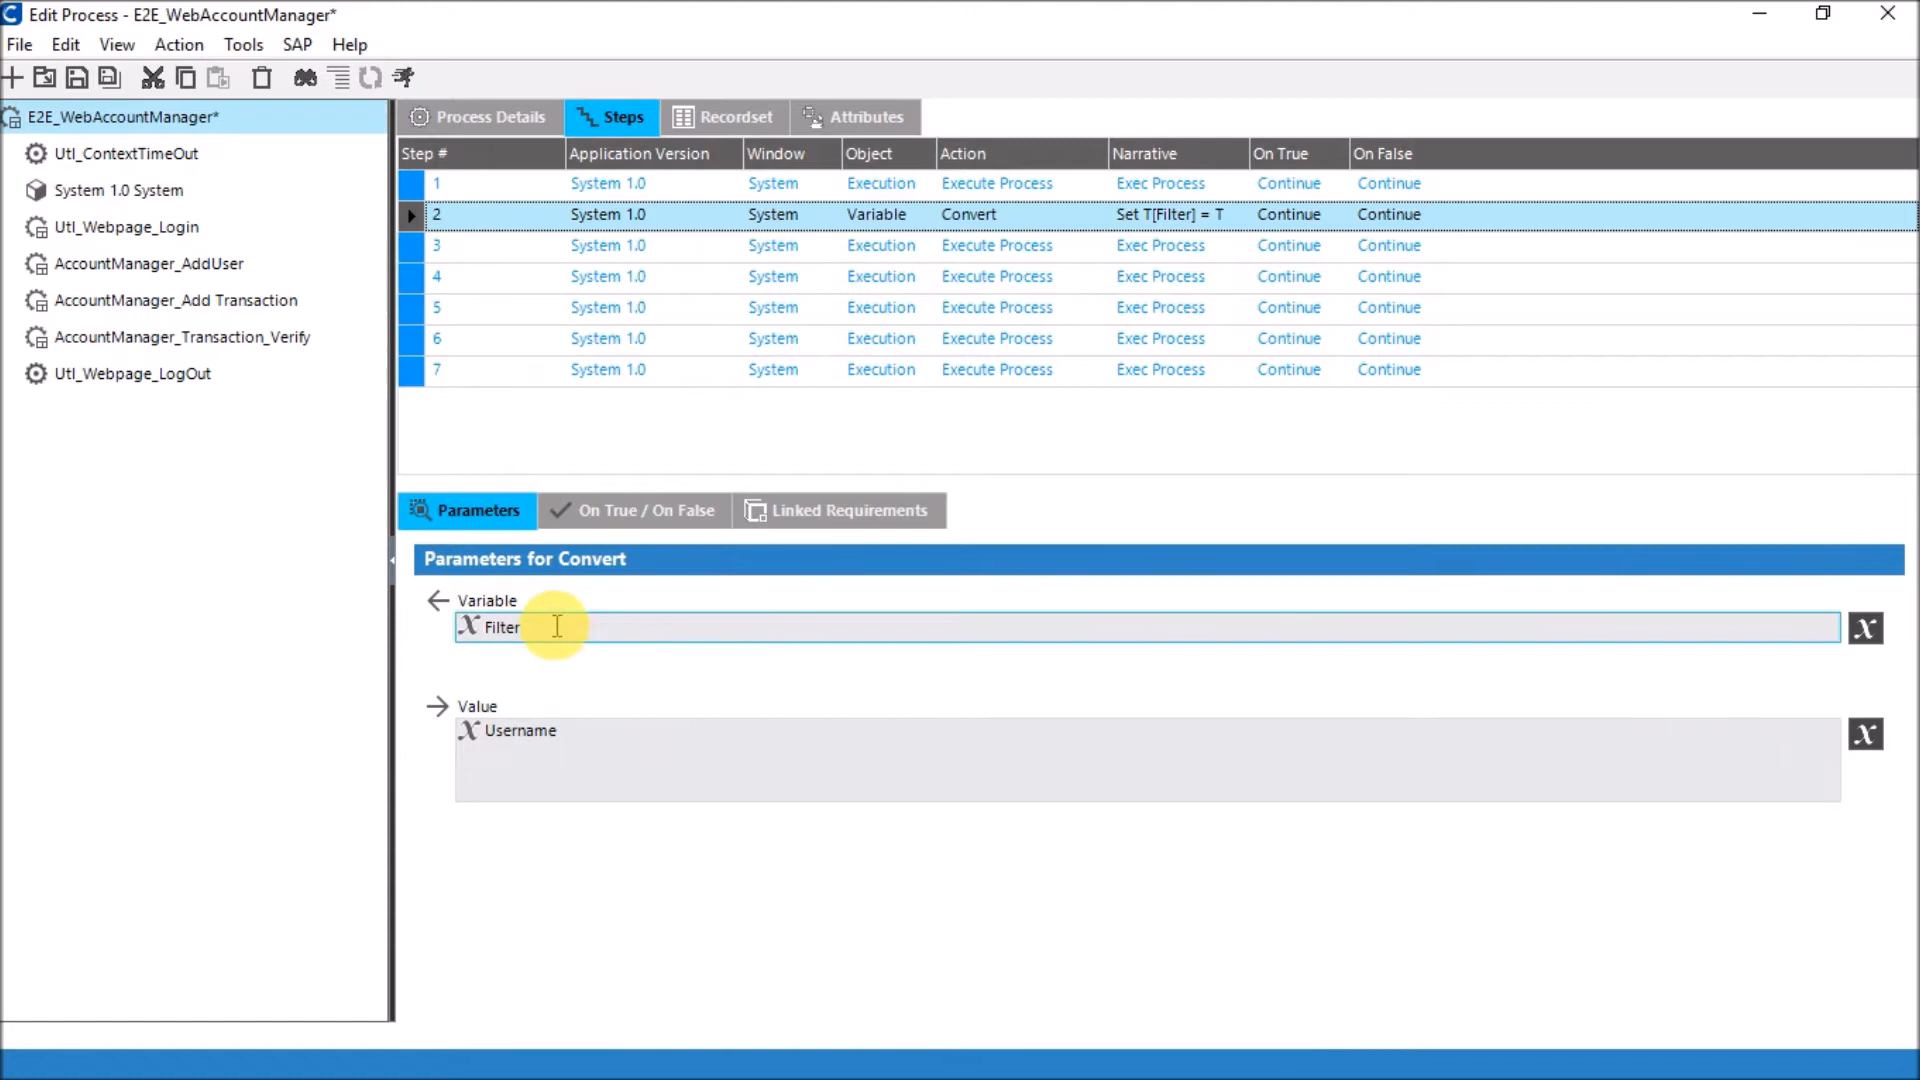 Edit Process - E2E_WebAccountManager*
File Edit View Action Tools SAP Help
E2E_WebAccountManager*
Utl_ContextTimeOut
System 1.0 System
Utl_Webpage_Login
AccountManager_AddUser
AccountManager_Add Transaction
AccountManager_Transaction_Verify
Utl_Webpage_LogOut
Process Details Steps Recordset Attributes
Step # Application Version Window Object Action Narrative On True On False
1 System 1.0 System Execution Execute Process Exec Process Continue Continue
2 System 1.0 System Variable Convert Set T[Filter] = T Continue Continue
3 System 1.0 System Execution Execute Process Exec Process Continue Continue
4 System 1.0 System Execution Execute Process Exec Process Continue Continue
5 System 1.0 System Execution Execute Process Exec Process Continue Continue
6 System 1.0 System Execution Execute Process Exec Process Continue Continue
7 System 1.0 System Execution Execute Process Exec Process Continue Continue
Parameters On True / On False Linked Requirements
Parameters for Convert
Variable
X Filter X
Value
X Username X